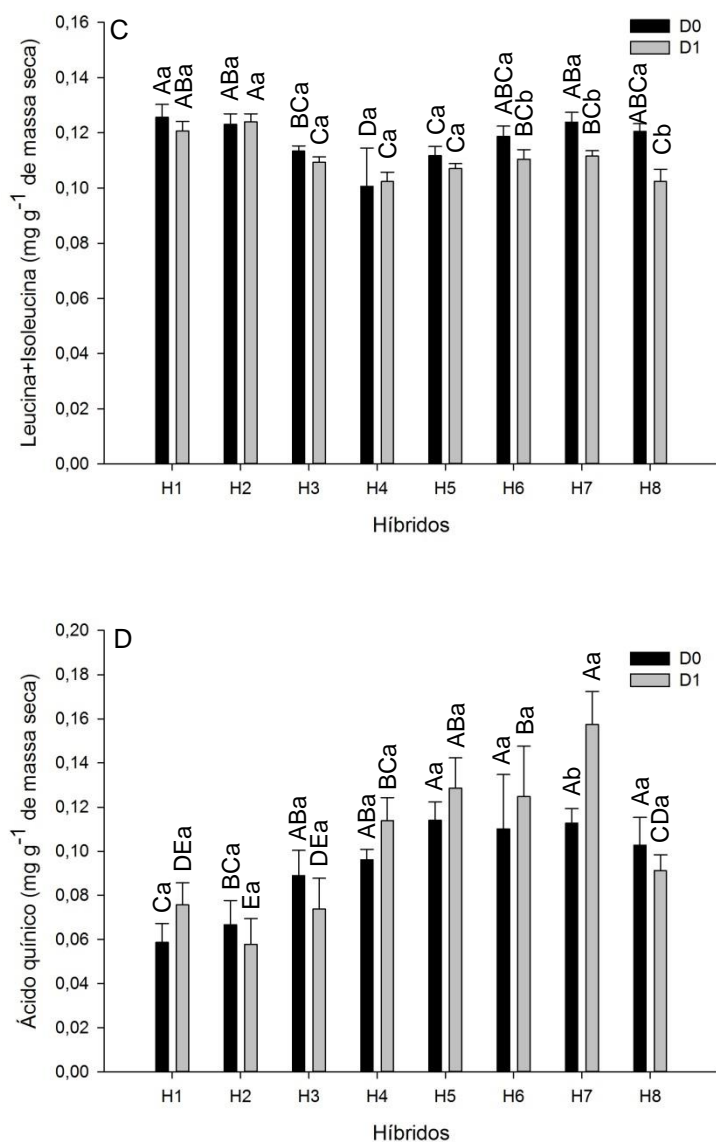 C
D0
D1
Leucina+Isoleucina (mg g⁻¹ de massa seca)
0,16
0,14
0,12
0,10
0,08
0,06
0,04
0,02
0,00
Aa ABa ABa Aa BCa Ca Da Ca Ca Ca ABCa BCb ABa BCb ABCa Cb
H1 H2 H3 H4 H5 H6 H7 H8
Híbridos
D
D0
D1
Ácido quínico (mg g⁻¹ de massa seca)
0,20
0,18
0,16
0,14
0,12
0,10
0,08
0,06
0,04
0,02
0,00
Ca DEa BCa Ea ABa DEa ABa BCa Aa ABa Aa Ba Ab Aa Aa CDa
H1 H2 H3 H4 H5 H6 H7 H8
Híbridos